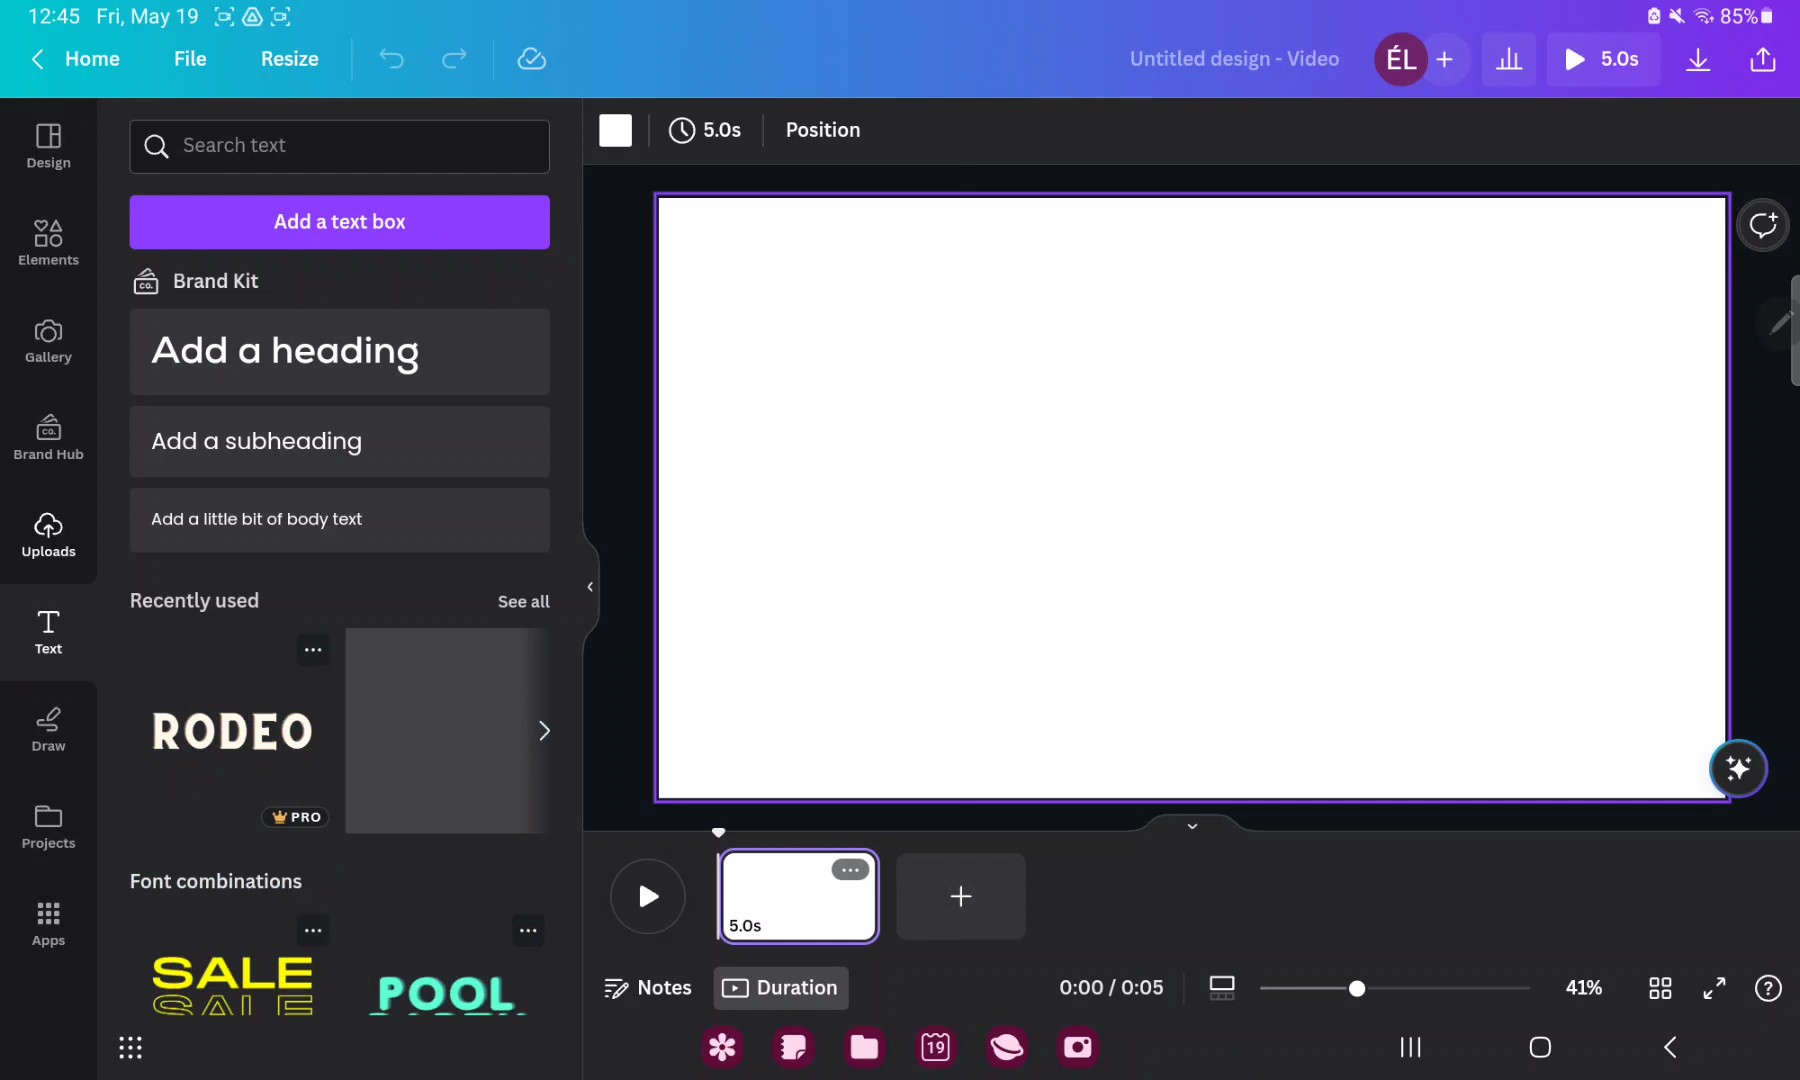 12:45 Fri, May 19
85%
Home File Resize
Untitled design - Video
ÉL
5.0s
Design
Elements
Gallery
Brand Hub
Uploads
Text
Draw
Projects
Apps
Search text
Add a text box
CO. Brand Kit
Add a heading
Add a subheading
Add a little bit of body text
Recently used See all
RODEO
PRO
Font combinations
SALE
SALE
POOL
5.0s Position
5.0s
Notes Duration
0:00 / 0:05
41%
19